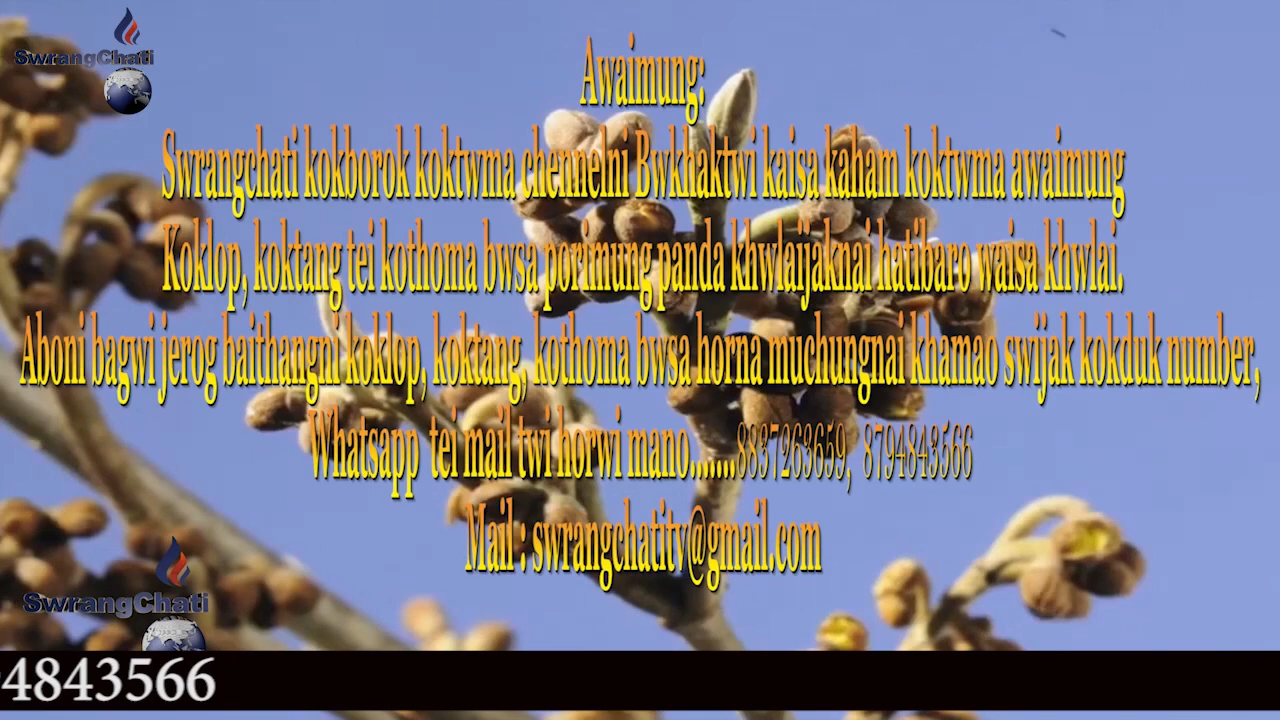 SwrangChati
Awaimung:
Swrangchati kokborok koktwma chennelni Bwkhaktwi kaisa kaham koktwma awaimung
Koklop, koktang tei kothoma bwsa porimung panda khwlaijaknai hatibaro waisa khwlai.
Aboni bagwi jerog baithangni koklop, koktang, kothoma bwsa horna muchungnai khamao swijak kokduk number,
Whatsapp tei mail twi horwi mano.......8837263659, 8794843566
Mail : swrangchatitv@gmail.com
SwrangChati
4843566